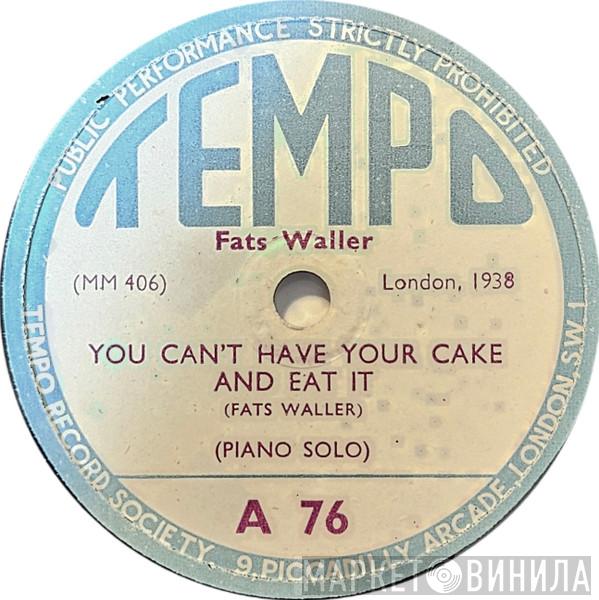 PUBLIC PERFORMANCE STRICTLY PROHIBITED
TEMPO
Fats Waller
(MM 406)
London, 1938
YOU CAN'T HAVE YOUR CAKE
AND EAT IT
(FATS WALLER)
(PIANO SOLO)
A 76
TEMPO RECORD SOCIETY 9, PICCADILLY ARCADE, LONDON, S.W. 1
МАРКЕТ ВИНИЛА